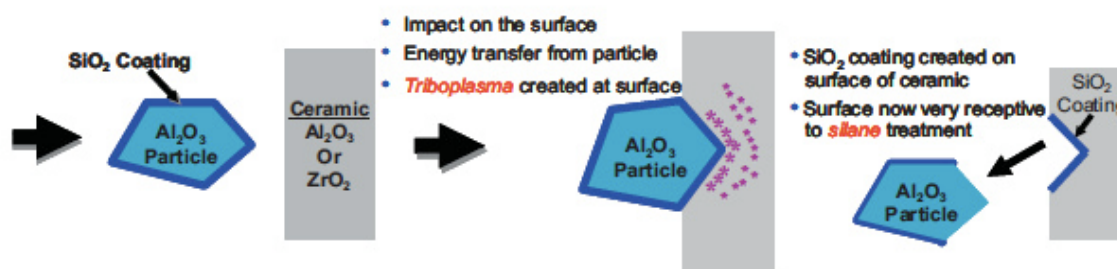 SiO₂ Coating
Al₂O₃
Particle
Ceramic
Al₂O₃
Or
ZrO₂
• Impact on the surface
• Energy transfer from particle
• Triboplasma created at surface
Al₂O₃
Particle
• SiO₂ coating created on
surface of ceramic
• Surface now very receptive
to silane treatment
SiO₂
Coating
Al₂O₃
Particle